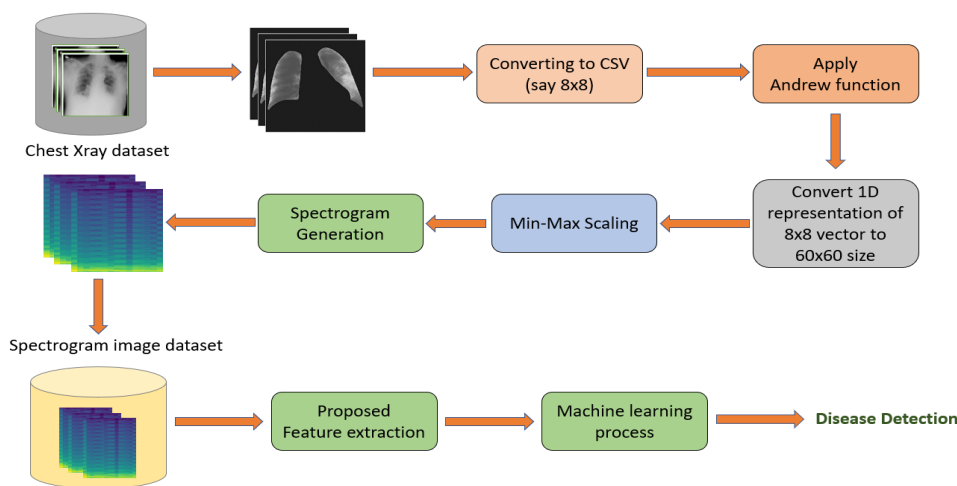 Chest Xray dataset
Converting to CSV
(say 8x8)
Apply
Andrew function
Convert 1D
representation of
8x8 vector to
60x60 size
Min-Max Scaling
Spectrogram
Generation
Spectrogram image dataset
Proposed
Feature extraction
Machine learning
process
Disease Detection